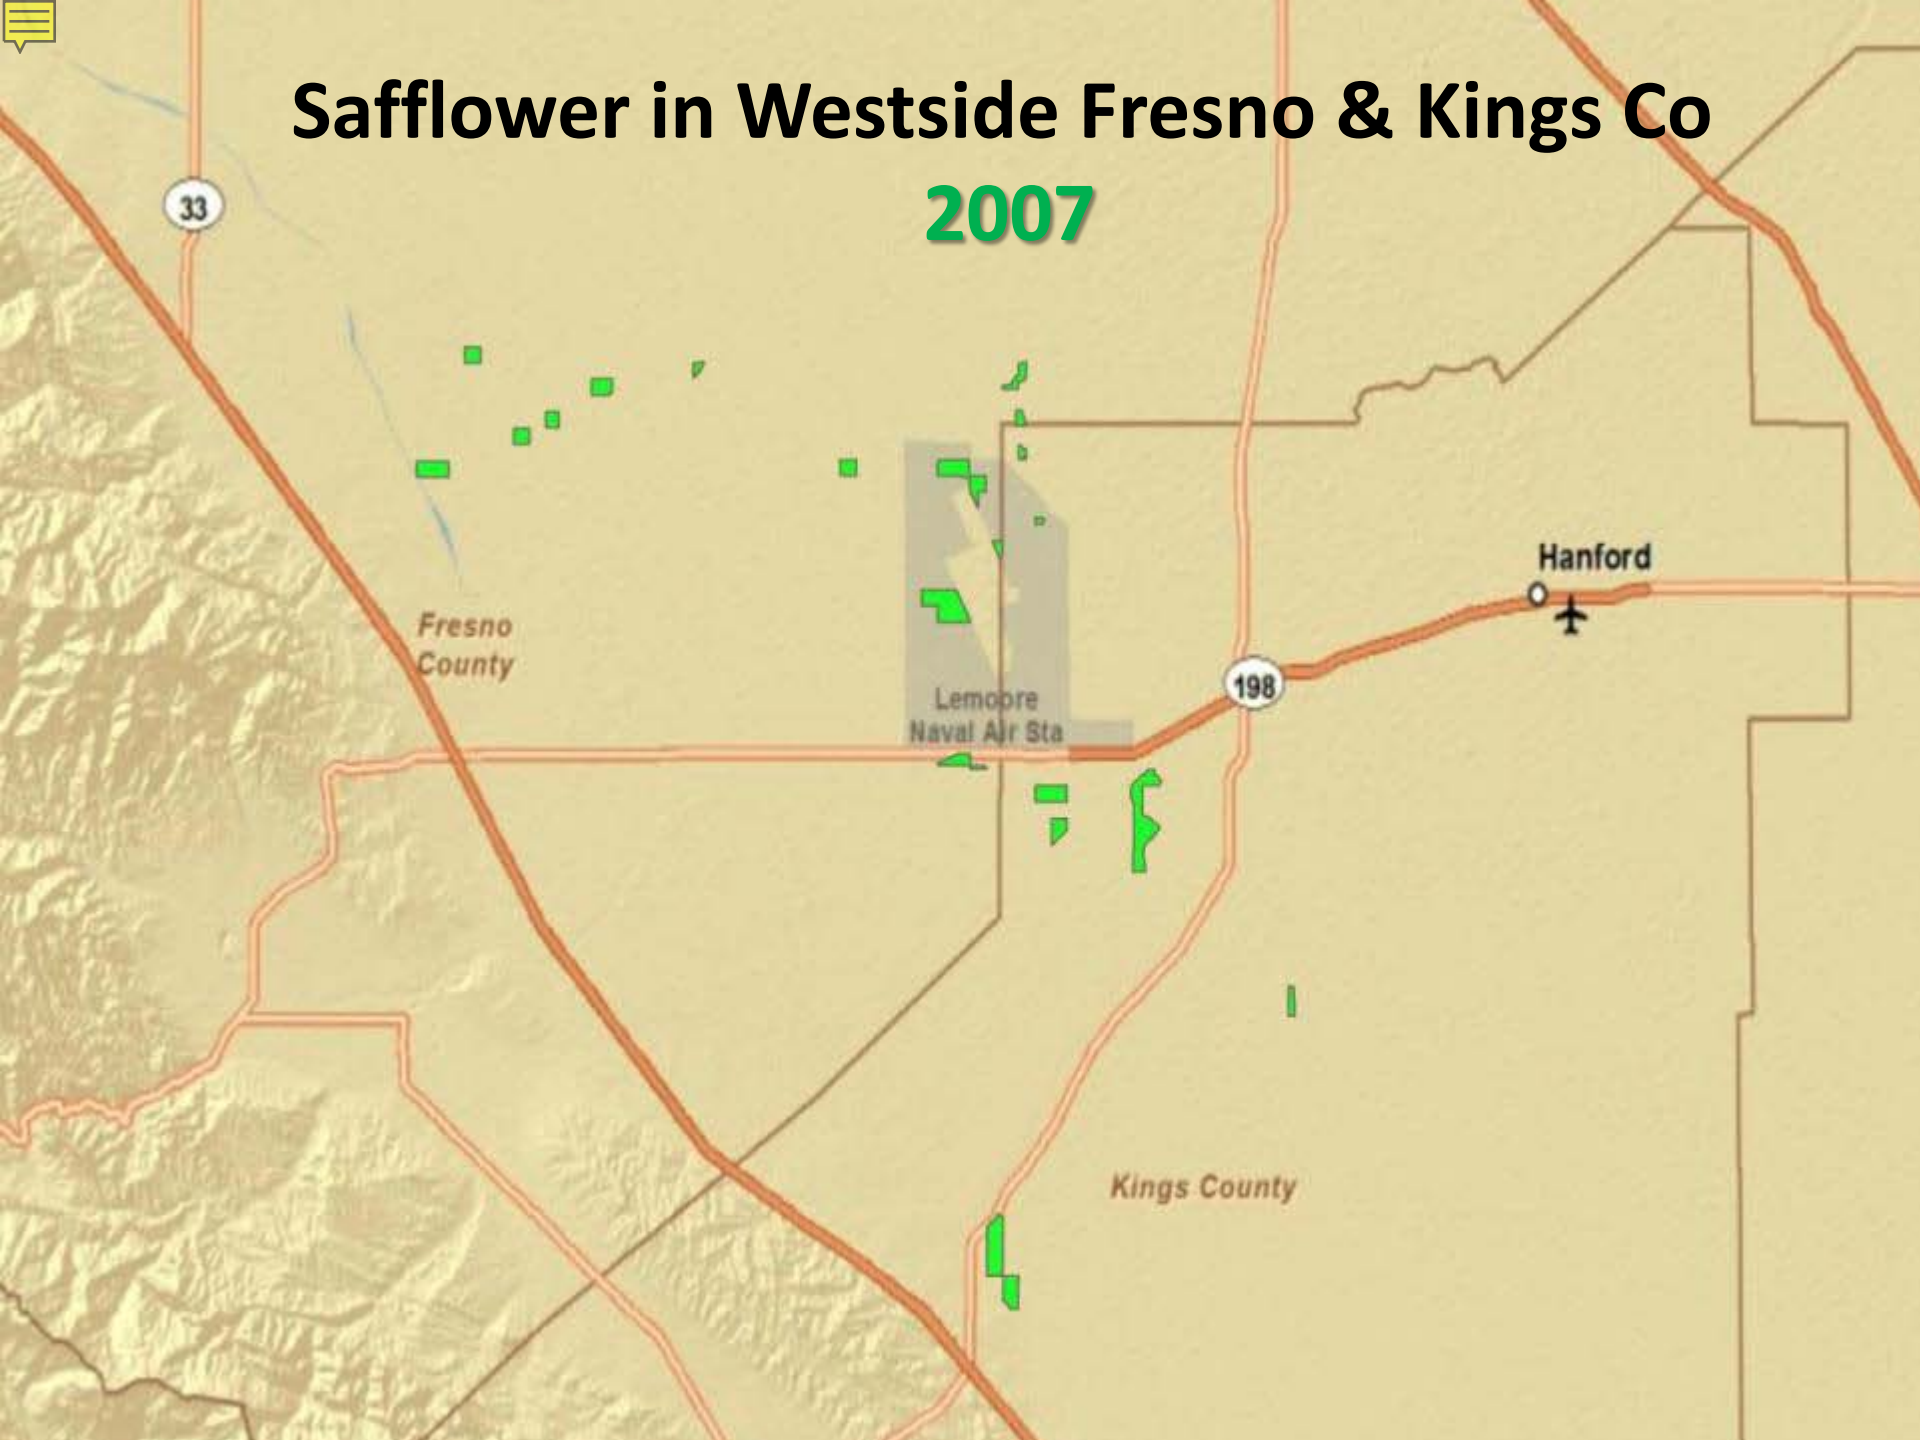 Safflower in Westside Fresno & Kings Co
2007
33
Hanford
Fresno
County
198
Lemoore
Naval Air Sta
Kings County